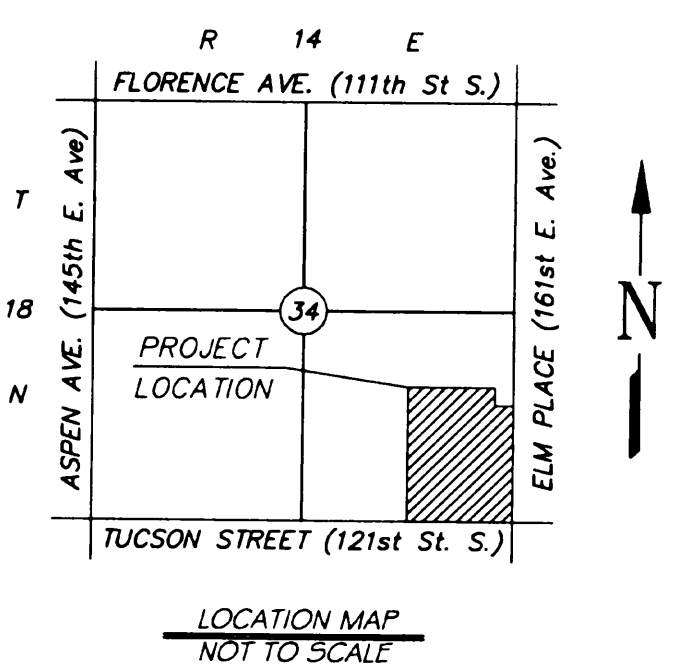 R 14 E
FLORENCE AVE. (111th St S.)
T
18
N
ASPEN AVE. (145th E. Ave)
ELM PLACE (161st E. Ave.)
34
N
PROJECT
LOCATION
TUCSON STREET (121st St. S.)
LOCATION MAP
NOT TO SCALE